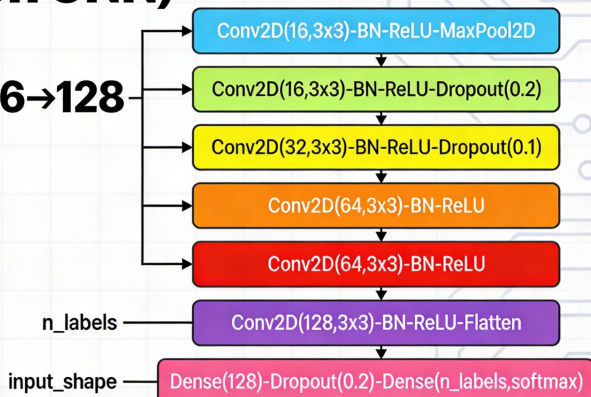 Conv2D(16,3x3)-BN-ReLU-MaxPool2D
6→128
Conv2D(16,3x3)-BN-ReLU-Dropout(0.2)
Conv2D(32,3x3)-BN-ReLU-Dropout(0.1)
Conv2D(64,3x3)-BN-ReLU
Conv2D(64,3x3)-BN-ReLU
n_labels
Conv2D(128,3x3)-BN-ReLU-Flatten
input_shape
Dense(128)-Dropout(0.2)-Dense(n_labels,softmax)